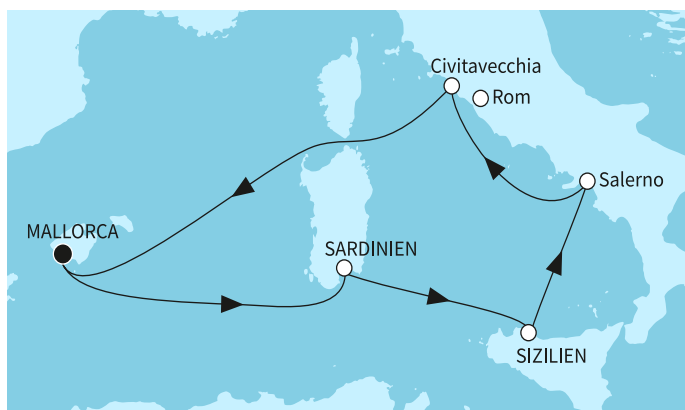 Civitavecchia
Rom
Salerno
MALLORCA
SARDINIEN
SIZILIEN